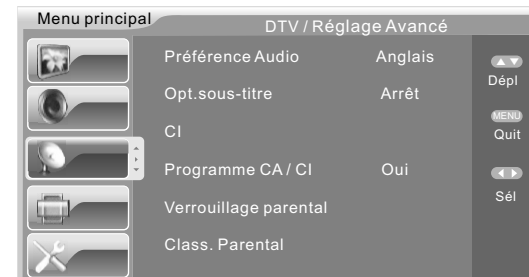 Menu principal
DTV / Réglage Avancé
Préférence Audio Anglais
Opt.sous-titre Arrêt
CI
Programme CA / CI Oui
Verrouillage parental
Class. Parental
Dépl
MENU
Quit
Sél